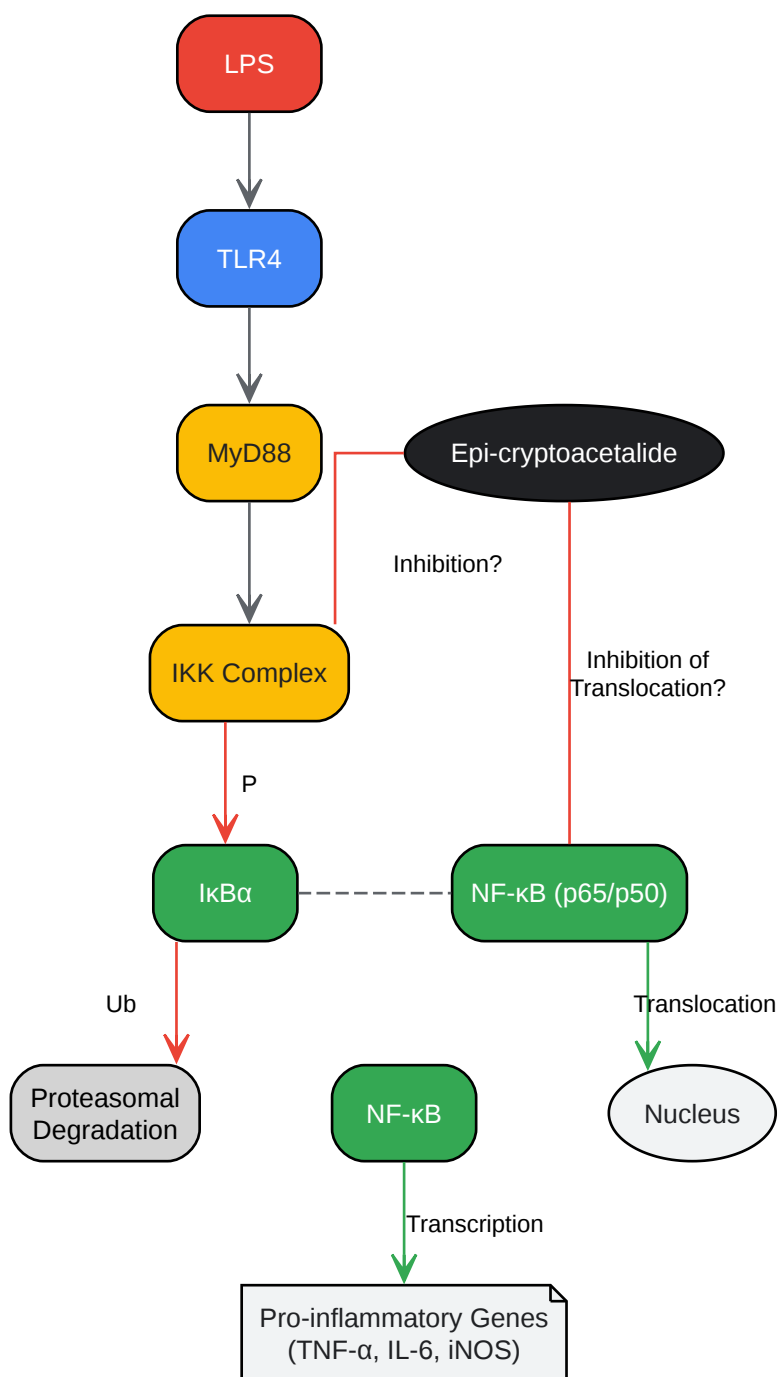 LPS
TLR4
MyD88
Epi-cryptoacetalide
Inhibition?
IKK Complex
Inhibition of
Translocation?
P
IκBα
NF-κB (p65/p50)
Ub
Translocation
Proteasomal
Degradation
NF-κB
Nucleus
Transcription
Pro-inflammatory Genes
(TNF-α, IL-6, iNOS)